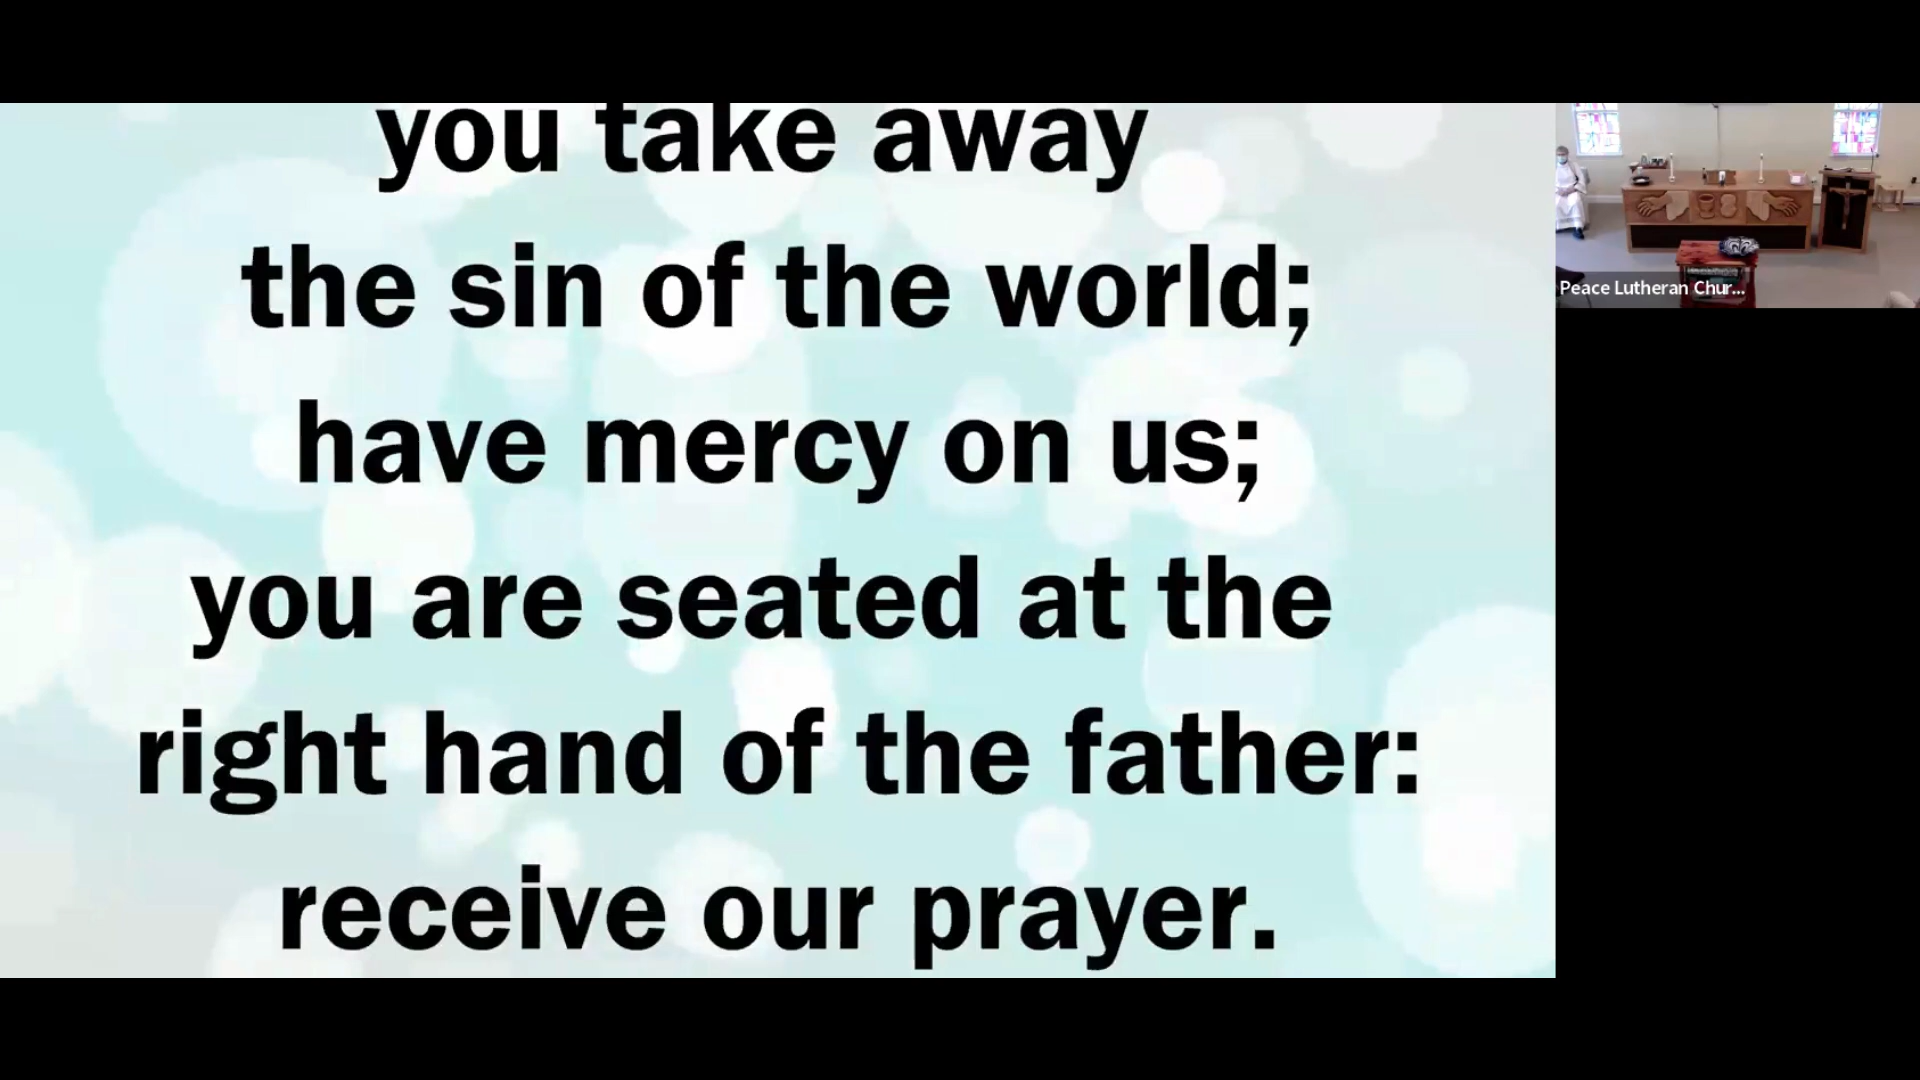 you take away
the sin of the world;
have mercy on us;
you are seated at the
right hand of the father:
receive our prayer.
Peace Lutheran Chur...